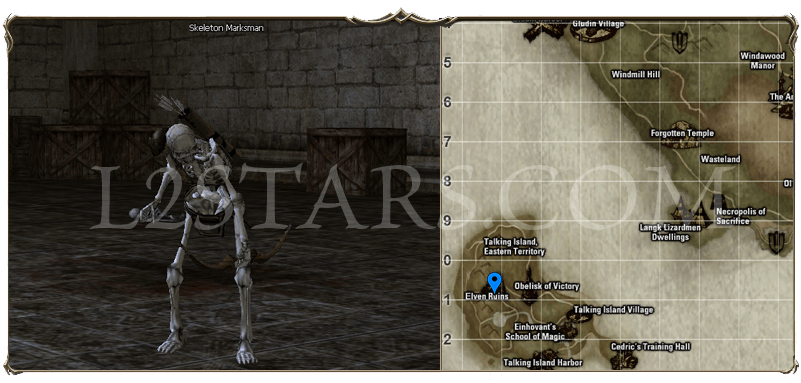 Skeleton Marksman
L2STARS.COM
Gludin Village
5
Windawood
Manor
Windmill Hill
6
The
7
Forgotten Temple
Wasteland
8
9
Necropolis of
Sacrifice
Langk Lizardmen
Dwellings
Talking Island,
Eastern Territory
0
Obelisk of Victory
Elven Ruins
1
Talking Island Village
Einhovant's
School of Magic
2
Cedric's Training Hall
Talking Island Harbor